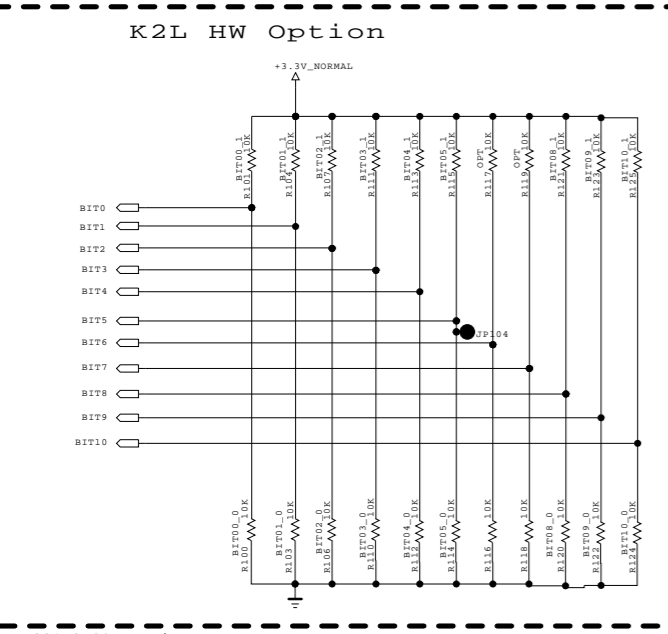 K2L HW Option
+3.3V_NORMAL
BIT00_1
R101
10K
BIT01_1
R104
10K
BIT02_1
R107
10K
BIT03_1
R111
10K
BIT04_1
R113
10K
BIT05_1
R115
10K
OPT
R117
10K
OPT
R119
10K
BIT08_1
R121
10K
BIT09_1
R123
10K
BIT10_1
R125
10K
BIT0
BIT1
BIT2
BIT3
BIT4
BIT5
JP104
BIT6
BIT7
BIT8
BIT9
BIT10
BIT00_0
R100
10K
BIT01_0
R103
10K
BIT02_0
R106
10K
BIT03_0
R110
10K
BIT04_0
R112
10K
BIT05_0
R114
10K
R116
10K
R118
10K
BIT08_0
R120
10K
BIT09_0
R122
10K
BIT10_0
R124
10K